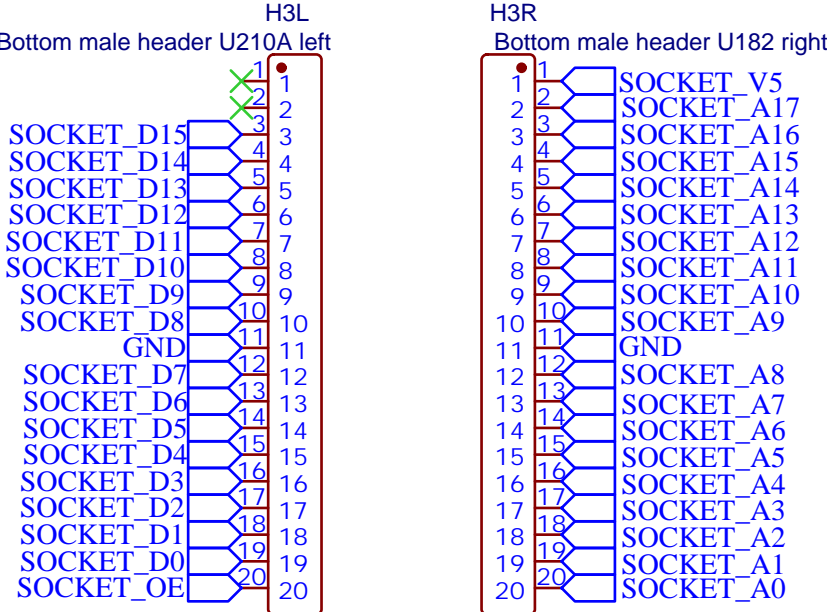 H3L
Bottom male header U210A left
1 1
2 2
SOCKET_D15 3 3
SOCKET_D14 4 4
SOCKET_D13 5 5
SOCKET_D12 6 6
SOCKET_D11 7 7
SOCKET_D10 8 8
SOCKET_D9 9 9
SOCKET_D8 10 10
GND 11 11
SOCKET_D7 12 12
SOCKET_D6 13 13
SOCKET_D5 14 14
SOCKET_D4 15 15
SOCKET_D3 16 16
SOCKET_D2 17 17
SOCKET_D1 18 18
SOCKET_D0 19 19
SOCKET_OE 20 20
H3R
Bottom male header U182 right
1 1 SOCKET_V5
2 2 SOCKET_A17
3 3 SOCKET_A16
4 4 SOCKET_A15
5 5 SOCKET_A14
6 6 SOCKET_A13
7 7 SOCKET_A12
8 8 SOCKET_A11
9 9 SOCKET_A10
10 10 SOCKET_A9
11 11 GND
12 12 SOCKET_A8
13 13 SOCKET_A7
14 14 SOCKET_A6
15 15 SOCKET_A5
16 16 SOCKET_A4
17 17 SOCKET_A3
18 18 SOCKET_A2
19 19 SOCKET_A1
20 20 SOCKET_A0